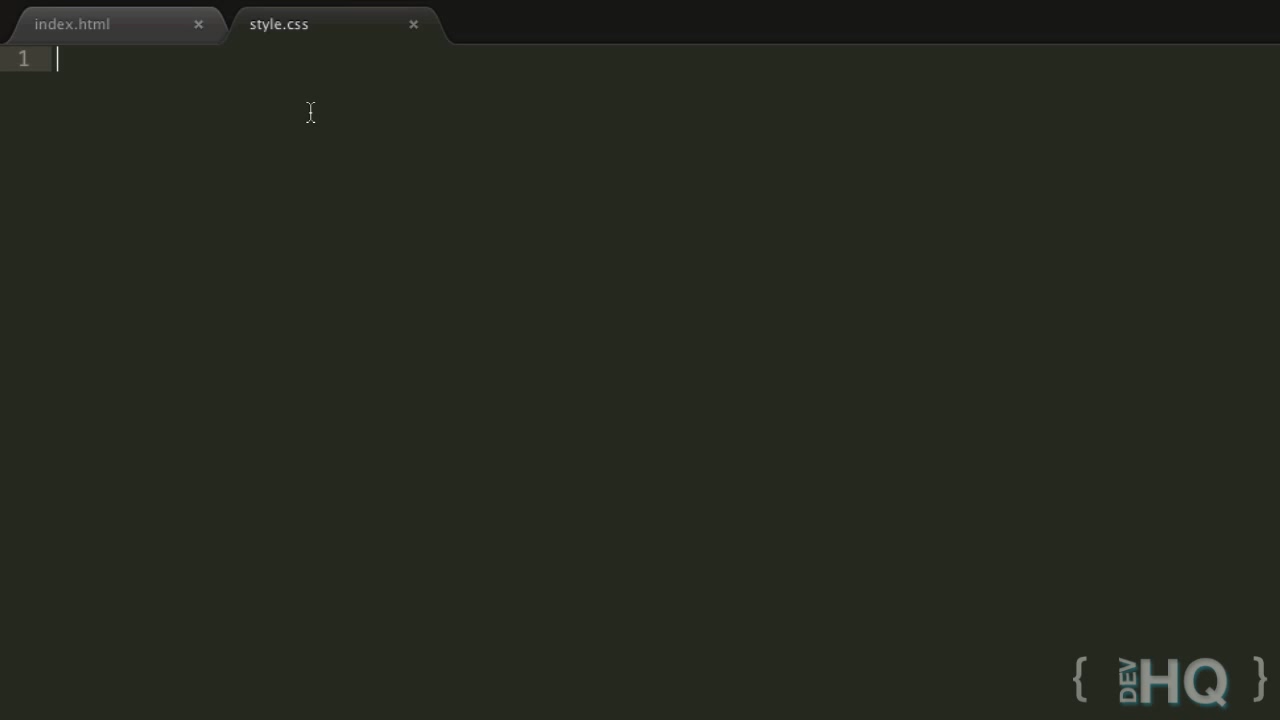 index.html × style.css ×
1
{ DEV HQ }